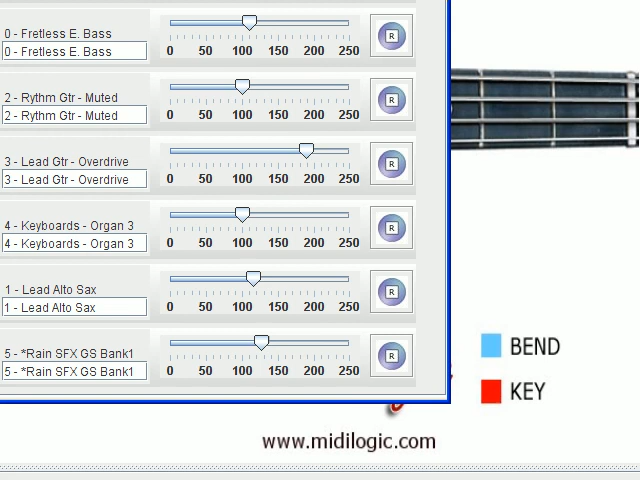 0 - Fretless E. Bass
0 - Fretless E. Bass
0 50 100 150 200 250
R
2 - Rythm Gtr - Muted
2 - Rythm Gtr - Muted
0 50 100 150 200 250
R
3 - Lead Gtr - Overdrive
3 - Lead Gtr - Overdrive
0 50 100 150 200 250
R
4 - Keyboards - Organ 3
4 - Keyboards - Organ 3
0 50 100 150 200 250
R
1 - Lead Alto Sax
1 - Lead Alto Sax
0 50 100 150 200 250
R
5 - *Rain SFX GS Bank1
5 - *Rain SFX GS Bank1
0 50 100 150 200 250
R
BEND
KEY
www.midilogic.com